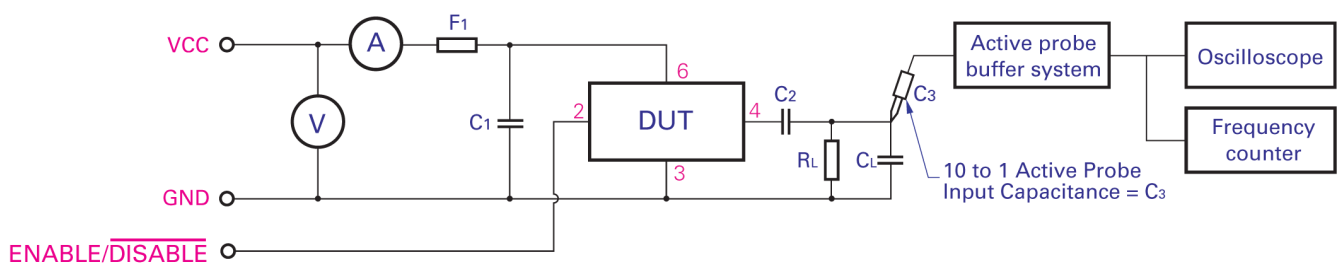 VCC
A
F1
V
C1
6
2
DUT
4
3
C2
RL
CL
C3
Active probe
buffer system
Oscilloscope
Frequency
counter
10 to 1 Active Probe
Input Capacitance = C3
GND
ENABLE/DISABLE